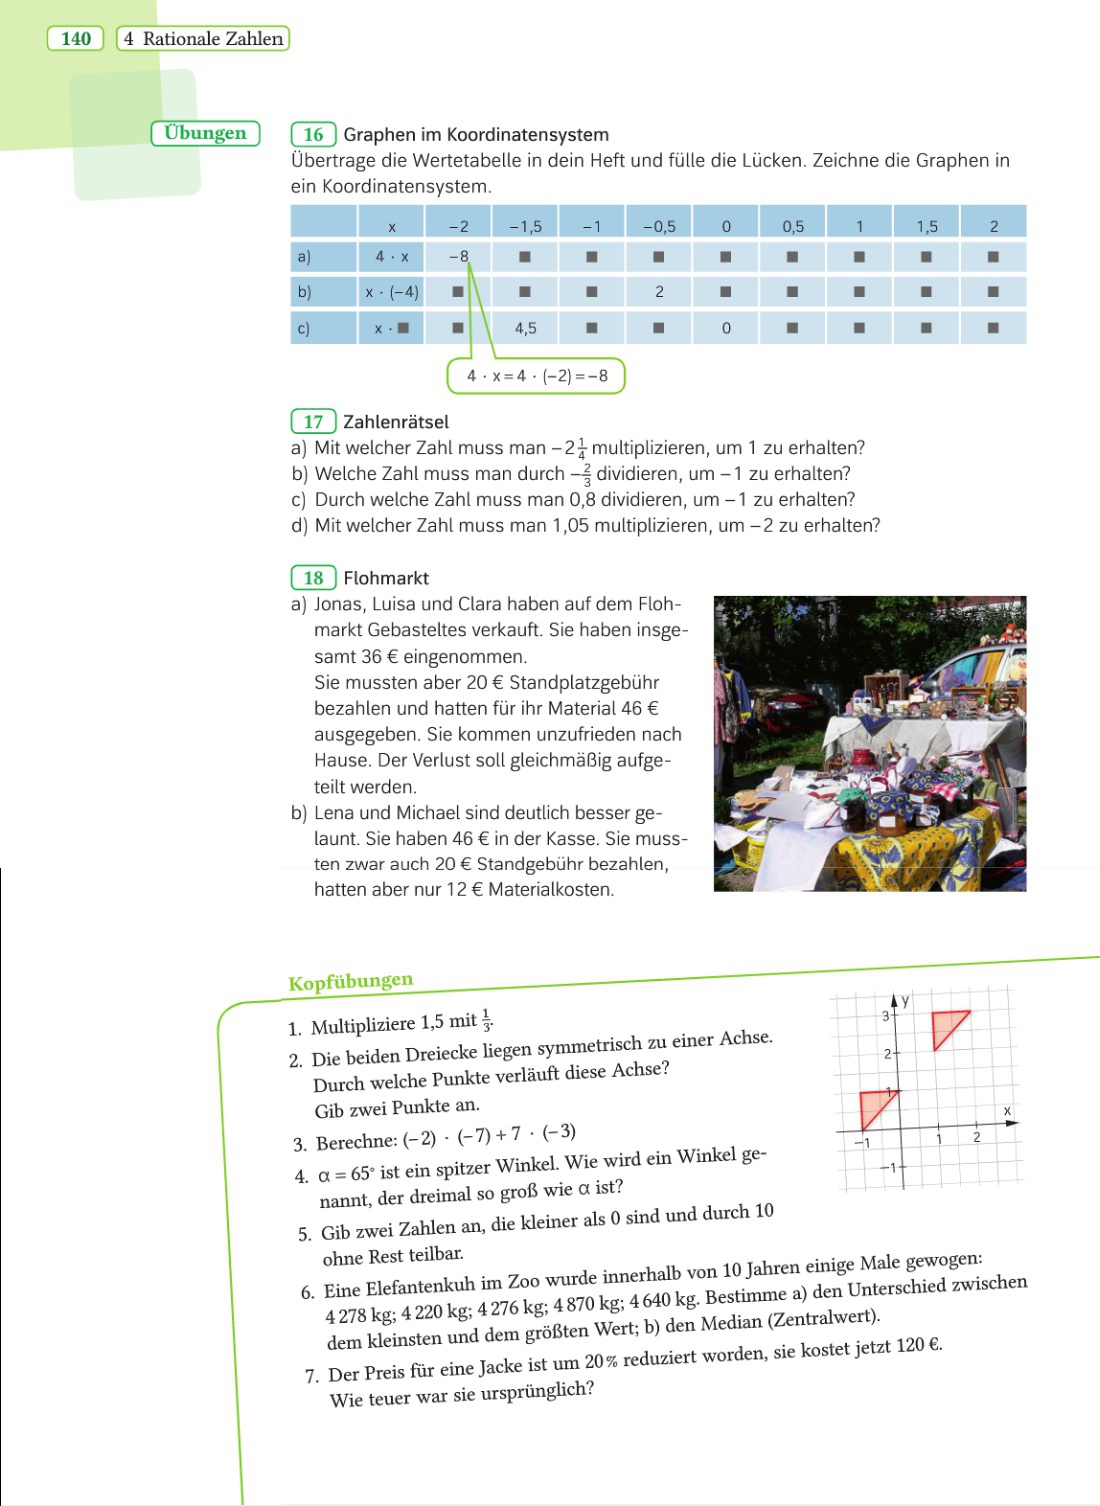 140
4 Rationale Zahlen
Übungen
16 Graphen im Koordinatensystem
Übertrage die Wertetabelle in dein Heft und fülle die Lücken. Zeichne die Graphen in
ein Koordinatensystem.
x −2 −1,5 −1 −0,5 0 0,5 1 1,5 2
a) 4 · x −8 ■ ■ ■ ■ ■ ■ ■ ■
b) x · (−4) ■ ■ ■ 2 ■ ■ ■ ■ ■
c) x · ■ ■ 4,5 ■ ■ 0 ■ ■ ■ ■
4 · x = 4 · (−2) = −8
17 Zahlenrätsel
a) Mit welcher Zahl muss man −2 1/4 multiplizieren, um 1 zu erhalten?
b) Welche Zahl muss man durch −2/3 dividieren, um −1 zu erhalten?
c) Durch welche Zahl muss man 0,8 dividieren, um −1 zu erhalten?
d) Mit welcher Zahl muss man 1,05 multiplizieren, um −2 zu erhalten?
18 Flohmarkt
a) Jonas, Luisa und Clara haben auf dem Floh-
markt Gebasteltes verkauft. Sie haben insge-
samt 36 € eingenommen.
Sie mussten aber 20 € Standplatzgebühr
bezahlen und hatten für ihr Material 46 €
ausgegeben. Sie kommen unzufrieden nach
Hause. Der Verlust soll gleichmäßig aufge-
teilt werden.
b) Lena und Michael sind deutlich besser ge-
launt. Sie haben 46 € in der Kasse. Sie muss-
ten zwar auch 20 € Standgebühr bezahlen,
hatten aber nur 12 € Materialkosten.
Kopfübungen
1. Multipliziere 1,5 mit 1/3.
2. Die beiden Dreiecke liegen symmetrisch zu einer Achse.
Durch welche Punkte verläuft diese Achse?
Gib zwei Punkte an.
3. Berechne: (−2) · (−7) + 7 · (−3)
4. α = 65° ist ein spitzer Winkel. Wie wird ein Winkel ge-
nannt, der dreimal so groß wie α ist?
5. Gib zwei Zahlen an, die kleiner als 0 sind und durch 10
ohne Rest teilbar.
6. Eine Elefantenkuh im Zoo wurde innerhalb von 10 Jahren einige Male gewogen:
4 278 kg; 4 220 kg; 4 276 kg; 4 870 kg; 4 640 kg. Bestimme a) den Unterschied zwischen
dem kleinsten und dem größten Wert; b) den Median (Zentralwert).
7. Der Preis für eine Jacke ist um 20 % reduziert worden, sie kostet jetzt 120 €.
Wie teuer war sie ursprünglich?
y
3
2
1
x
−1 1 2
−1